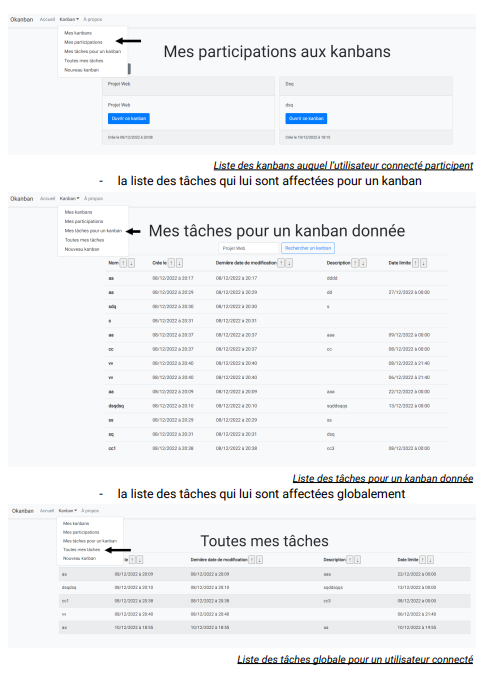 Okanban Accueil Kanban À propos
Mes kanbans
Mes participations
Mes tâches pour un kanban
Toutes mes tâches
Nouveau kanban
Mes participations aux kanbans
Projet Web Dsq
Projet Web dsq
Ouvrir ce kanban Ouvrir ce kanban
Crée le 08/12/2022 à 20:08 Crée le 10/12/2022 à 18:15
Liste des kanbans auquel l'utilisateur connecté participent
- la liste des tâches qui lui sont affectées pour un kanban
Okanban Accueil Kanban À propos
Mes kanbans
Mes participations
Mes tâches pour un kanban
Toutes mes tâches
Nouveau kanban
Mes tâches pour un kanban donnée
Projet Web Rechercher un kanban
Nom ↑ ↓ Crée le ↑ ↓ Dernière date de modification ↑ ↓ Description ↑ ↓ Date limite ↑ ↓
aa 08/12/2022 à 20:17 08/12/2022 à 20:17 dddd
aa 08/12/2022 à 20:29 08/12/2022 à 20:29 dd 27/12/2022 à 00:00
sdq 08/12/2022 à 20:30 08/12/2022 à 20:30 s
s 08/12/2022 à 20:31 08/12/2022 à 20:31
ee 08/12/2022 à 20:37 08/12/2022 à 20:37 eee 09/12/2022 à 00:00
cc 08/12/2022 à 20:37 08/12/2022 à 20:37 cc 08/12/2022 à 00:00
vv 08/12/2022 à 20:40 08/12/2022 à 20:40 08/12/2022 à 21:40
vv 08/12/2022 à 20:40 08/12/2022 à 20:40 06/12/2022 à 21:40
aa 08/12/2022 à 20:09 08/12/2022 à 20:09 aaa 22/12/2022 à 00:00
dsqdsq 08/12/2022 à 20:10 08/12/2022 à 20:10 sqddsqqs 13/12/2022 à 00:00
ss 08/12/2022 à 20:29 08/12/2022 à 20:29 ss
sq 08/12/2022 à 20:31 08/12/2022 à 20:31 dsq
cc1 08/12/2022 à 20:38 08/12/2022 à 20:38 cc3 08/12/2022 à 00:00
Liste des tâches pour un kanban donnée
- la liste des tâches qui lui sont affectées globalement
Okanban Accueil Kanban À propos
Mes kanbans
Mes participations
Mes tâches pour un kanban
Toutes mes tâches
Nouveau kanban
Toutes mes tâches
le ↑ ↓ Dernière date de modification ↑ ↓ Description ↑ ↓ Date limite ↑ ↓
aa 08/12/2022 à 20:09 08/12/2022 à 20:09 aaa 22/12/2022 à 00:00
dsqdsq 08/12/2022 à 20:10 08/12/2022 à 20:10 sqddsqqs 13/12/2022 à 00:00
cc1 08/12/2022 à 20:38 08/12/2022 à 20:38 cc3 08/12/2022 à 00:00
vv 08/12/2022 à 20:40 08/12/2022 à 20:40 06/12/2022 à 21:40
aa 10/12/2022 à 18:55 10/12/2022 à 18:55 aa 10/12/2022 à 19:55
Liste des tâches globale pour un utilisateur connecté